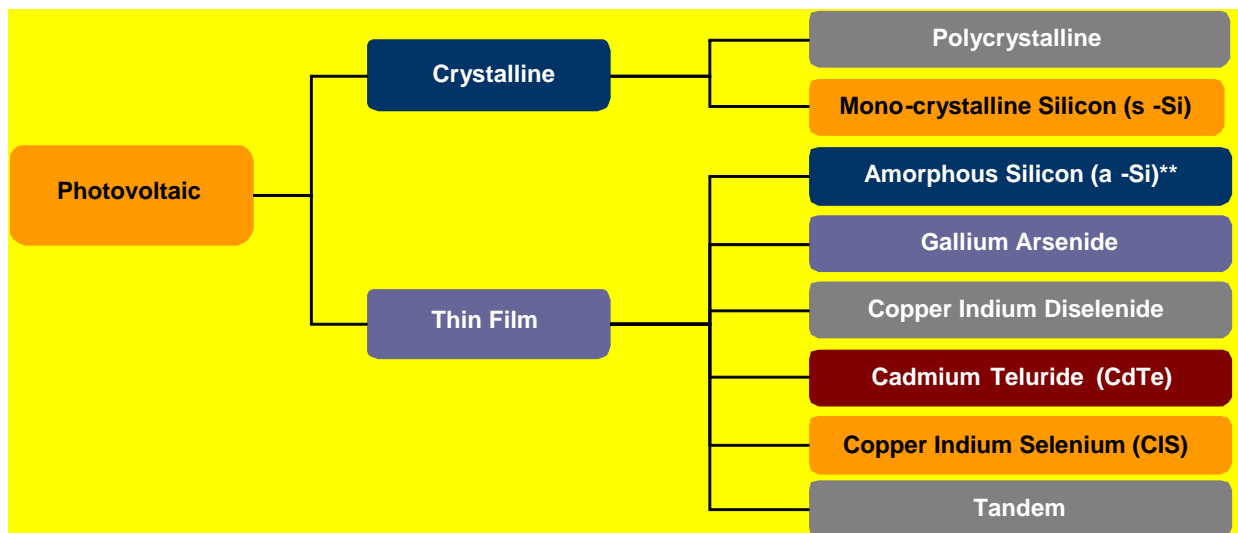 Photovoltaic
Crystalline
Polycrystalline
Mono-crystalline Silicon (s -Si)
Thin Film
Amorphous Silicon (a -Si)**
Gallium Arsenide
Copper Indium Diselenide
Cadmium Teluride (CdTe)
Copper Indium Selenium (CIS)
Tandem